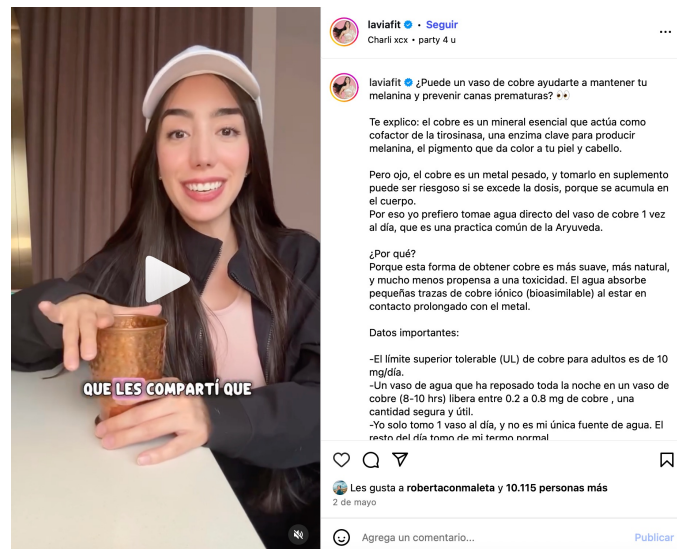 laviafit • Seguir
Charli xcx • party 4 u
laviafit ¿Puede un vaso de cobre ayudarte a mantener tu
melanina y prevenir canas prematuras? 👀
Te explico: el cobre es un mineral esencial que actúa como
cofactor de la tirosinasa, una enzima clave para producir
melanina, el pigmento que da color a tu piel y cabello.
Pero ojo, el cobre es un metal pesado, y tomarlo en suplemento
puede ser riesgoso si se excede la dosis, porque se acumula en
el cuerpo.
Por eso yo prefiero tomae agua directo del vaso de cobre 1 vez
al día, que es una practica común de la Aryuveda.
¿Por qué?
Porque esta forma de obtener cobre es más suave, más natural,
y mucho menos propensa a una toxicidad. El agua absorbe
pequeñas trazas de cobre iónico (bioasimilable) al estar en
contacto prolongado con el metal.
Datos importantes:
-El límite superior tolerable (UL) de cobre para adultos es de 10
mg/día.
-Un vaso de agua que ha reposado toda la noche en un vaso de
cobre (8-10 hrs) libera entre 0.2 a 0.8 mg de cobre , una
cantidad segura y útil.
-Yo solo tomo 1 vaso al día, y no es mi única fuente de agua. El
resto del día tomo de mi termo normal
QUE LES COMPARTÍ QUE
Les gusta a robertaconmaleta y 10.115 personas más
2 de mayo
Agrega un comentario... Publicar